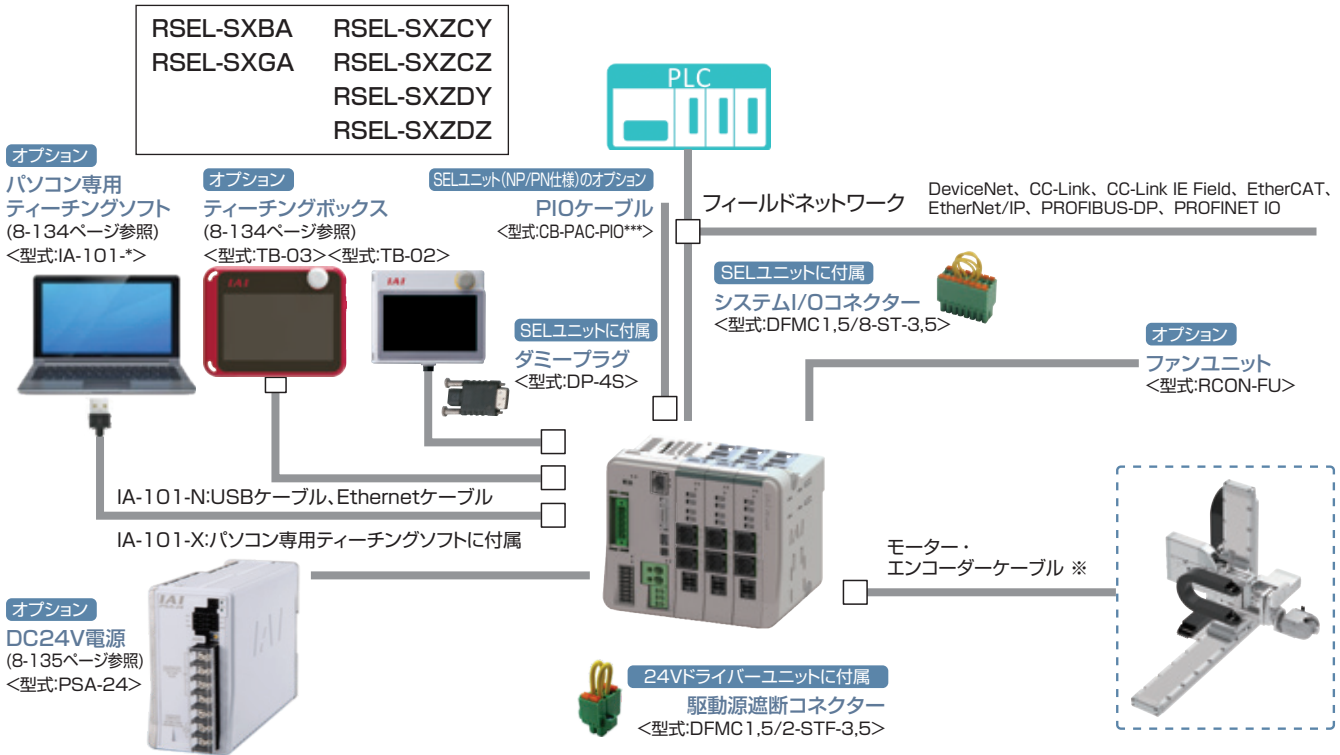 RSEL-SXBA RSEL-SXZCY
RSEL-SXGA RSEL-SXZCZ
RSEL-SXZDY
RSEL-SXZDZ
PLC
オプション
パソコン専用
ティーチングソフト
(8-134ページ参照)
<型式:IA-101-*>
オプション
ティーチングボックス
(8-134ページ参照)
<型式:TB-03><型式:TB-02>
IAI
IAI
SELユニット(NP/PN仕様)のオプション
PIOケーブル
<型式:CB-PAC-PIO***>
フィールドネットワーク
DeviceNet、CC-Link、CC-Link IE Field、EtherCAT、
EtherNet/IP、PROFIBUS-DP、PROFINET IO
SELユニットに付属
システムI/Oコネクター
<型式:DFMC1,5/8-ST-3,5>
SELユニットに付属
ダミープラグ
<型式:DP-4S>
オプション
ファンユニット
<型式:RCON-FU>
IA-101-N:USBケーブル、Ethernetケーブル
IA-101-X:パソコン専用ティーチングソフトに付属
モーター・
エンコーダーケーブル ※
オプション
DC24V電源
(8-135ページ参照)
<型式:PSA-24>
IAI
24Vドライバーユニットに付属
駆動源遮断コネクター
<型式:DFMC1,5/2-STF-3,5>